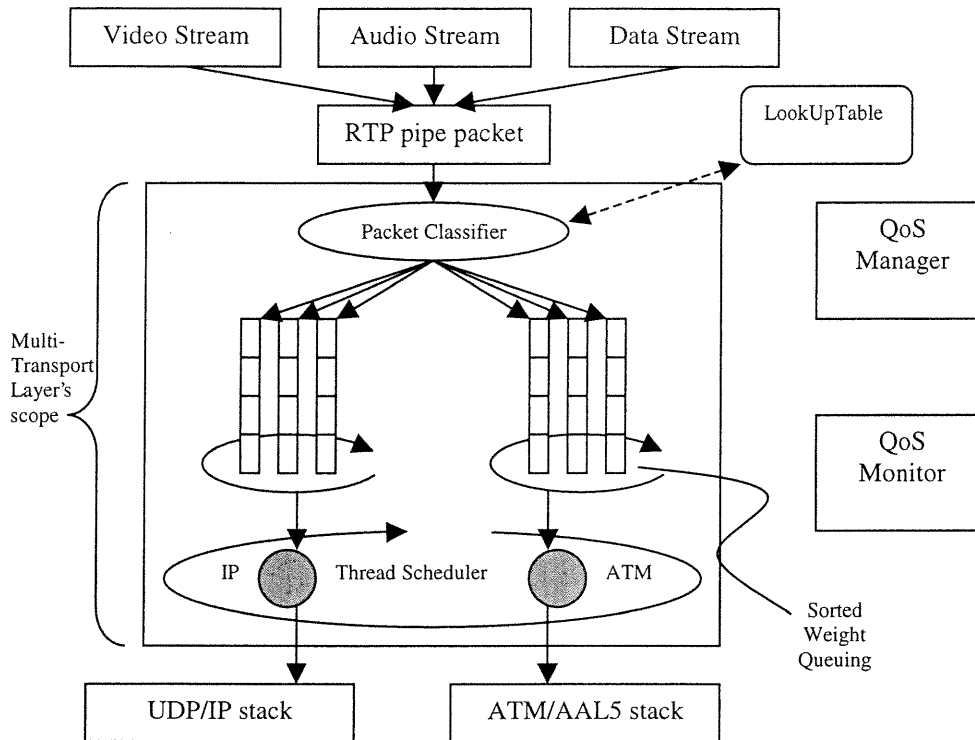 Video Stream
Audio Stream
Data Stream
RTP pipe packet
LookUpTable
Packet Classifier
QoS
Manager
Multi-
Transport
Layer's
scope
QoS
Monitor
IP
Thread Scheduler
ATM
Sorted
Weight
Queuing
UDP/IP stack
ATM/AAL5 stack